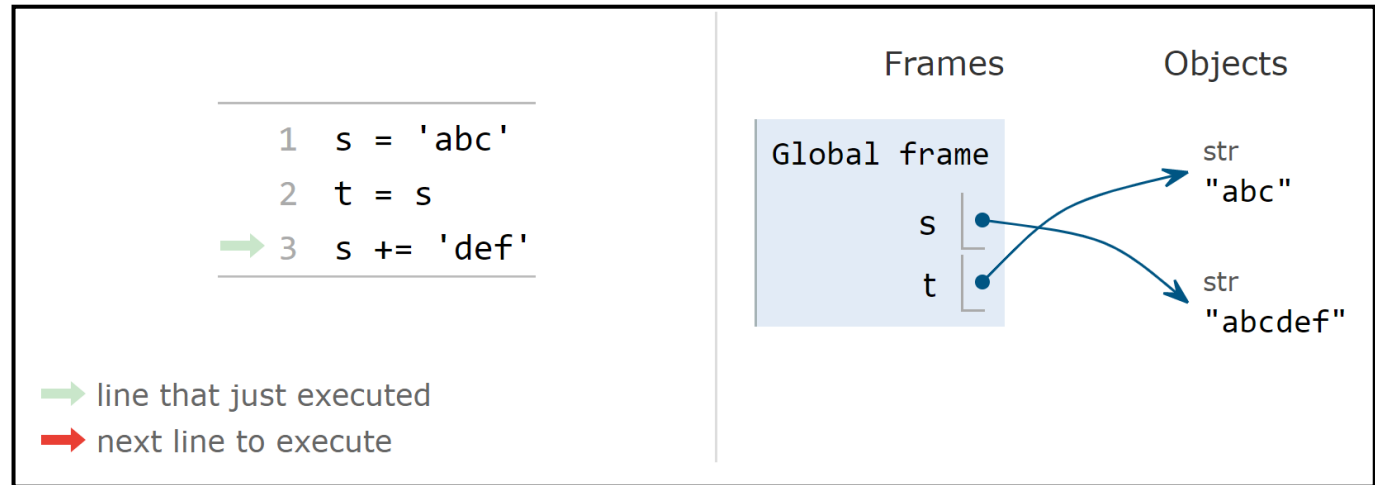 1 s = 'abc'
2 t = s
3 s += 'def'
line that just executed
next line to execute
Frames Objects
Global frame
s
t
str
"abc"
str
"abcdef"